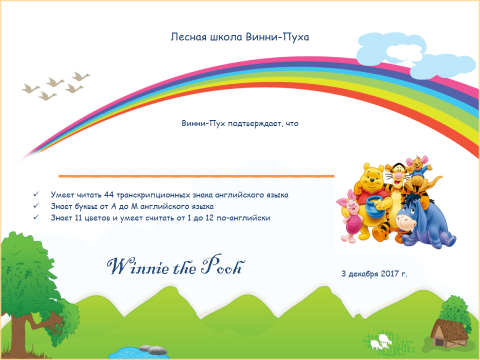 Лесная школа Винни-Пуха
Винни-Пух подтверждает, что
Умеет читать 44 транскрипционных знака английского языка
Знает буквы от А до М английского языка
Знает 11 цветов и умеет считать от 1 до 12 по-английски
Winnie the Pooh
3 декабря 2017 г.